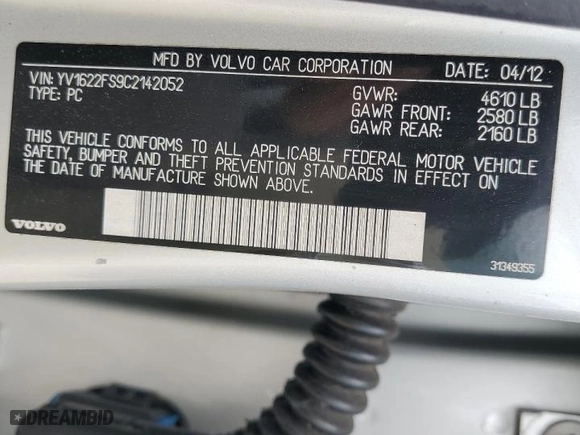 MFD BY VOLVO CAR CORPORATION DATE: 04/12
VIN: YV1622FS9C2142052
TYPE: PC
GVWR: 4610 LB
GAWR FRONT: 2580 LB
GAWR REAR: 2160 LB
THIS VEHICLE CONFORMS TO ALL APPLICABLE FEDERAL MOTOR VEHICLE
SAFETY, BUMPER AND THEFT PREVENTION STANDARDS IN EFFECT ON
THE DATE OF MANUFACTURE SHOWN ABOVE.
VOLVO
31349355
DREAMBID